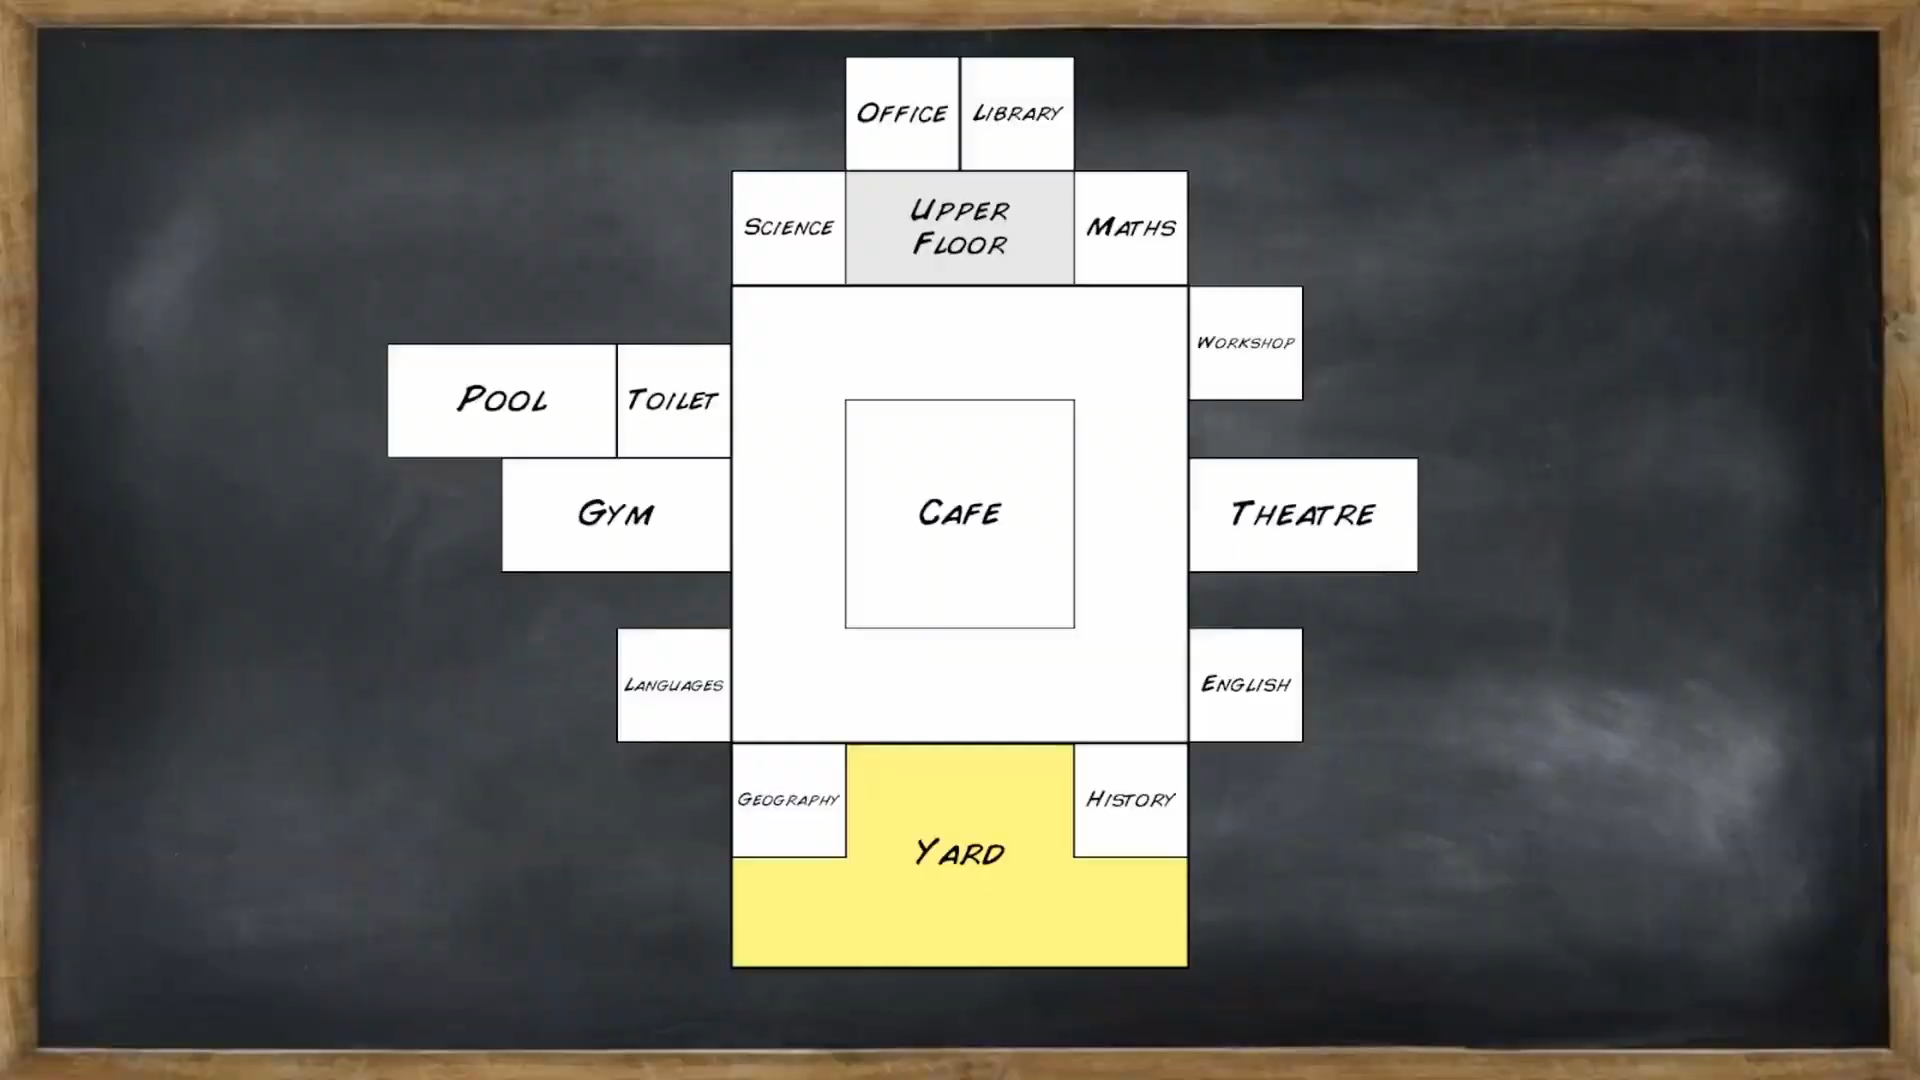 OFFICE
LIBRARY
SCIENCE
UPPER
FLOOR
MATHS
WORKSHOP
POOL
TOILET
GYM
CAFE
THEATRE
LANGUAGES
ENGLISH
GEOGRAPHY
HISTORY
YARD